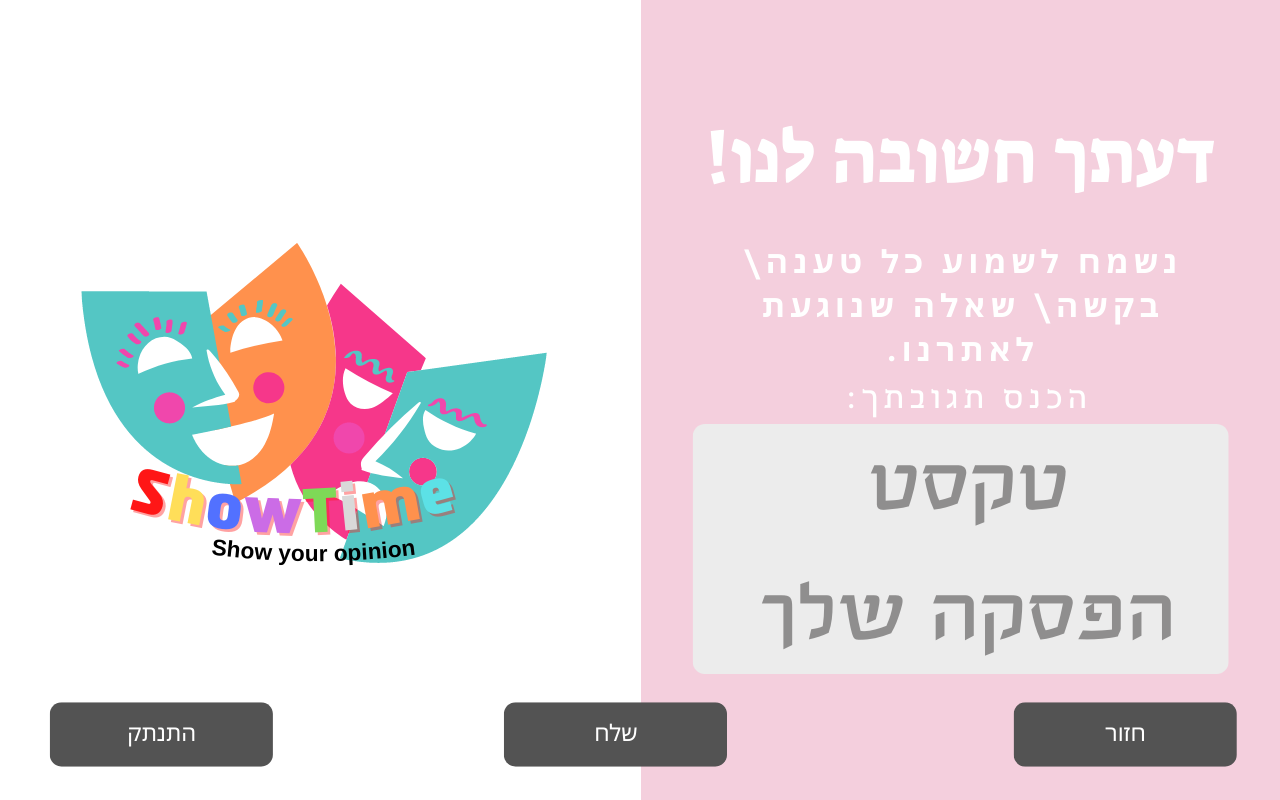 דעתך חשובה לנו!
נשמח לשמוע כל טענה\
בקשה\ שאלה שנוגעת
לאתרנו.
הכנס תגובתך:
טקסט
הפסקה שלך
ShowTime
Show your opinion
חזור
שלח
התנתק